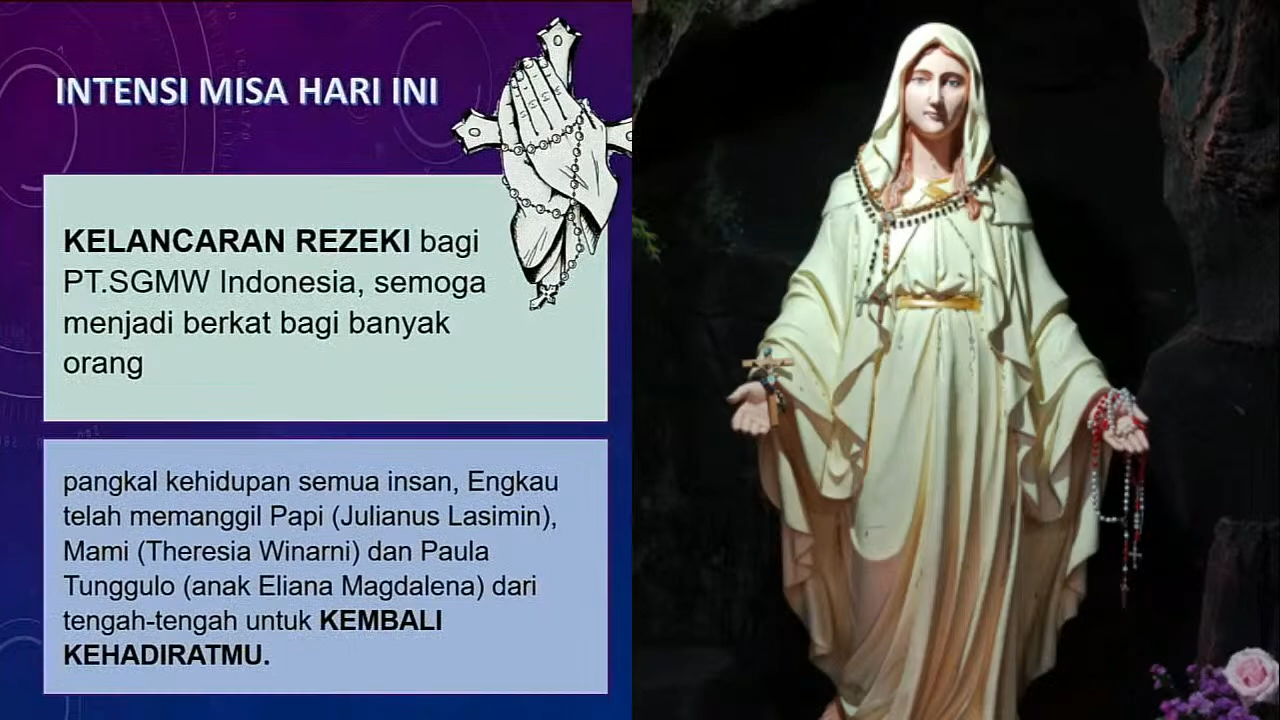 INTENSI MISA HARI INI
KELANCARAN REZEKI bagi
PT.SGMW Indonesia, semoga
menjadi berkat bagi banyak
orang
pangkal kehidupan semua insan, Engkau
telah memanggil Papi (Julianus Lasimin),
Mami (Theresia Winarni) dan Paula
Tunggulo (anak Eliana Magdalena) dari
tengah-tengah untuk KEMBALI
KEHADIRATMU.